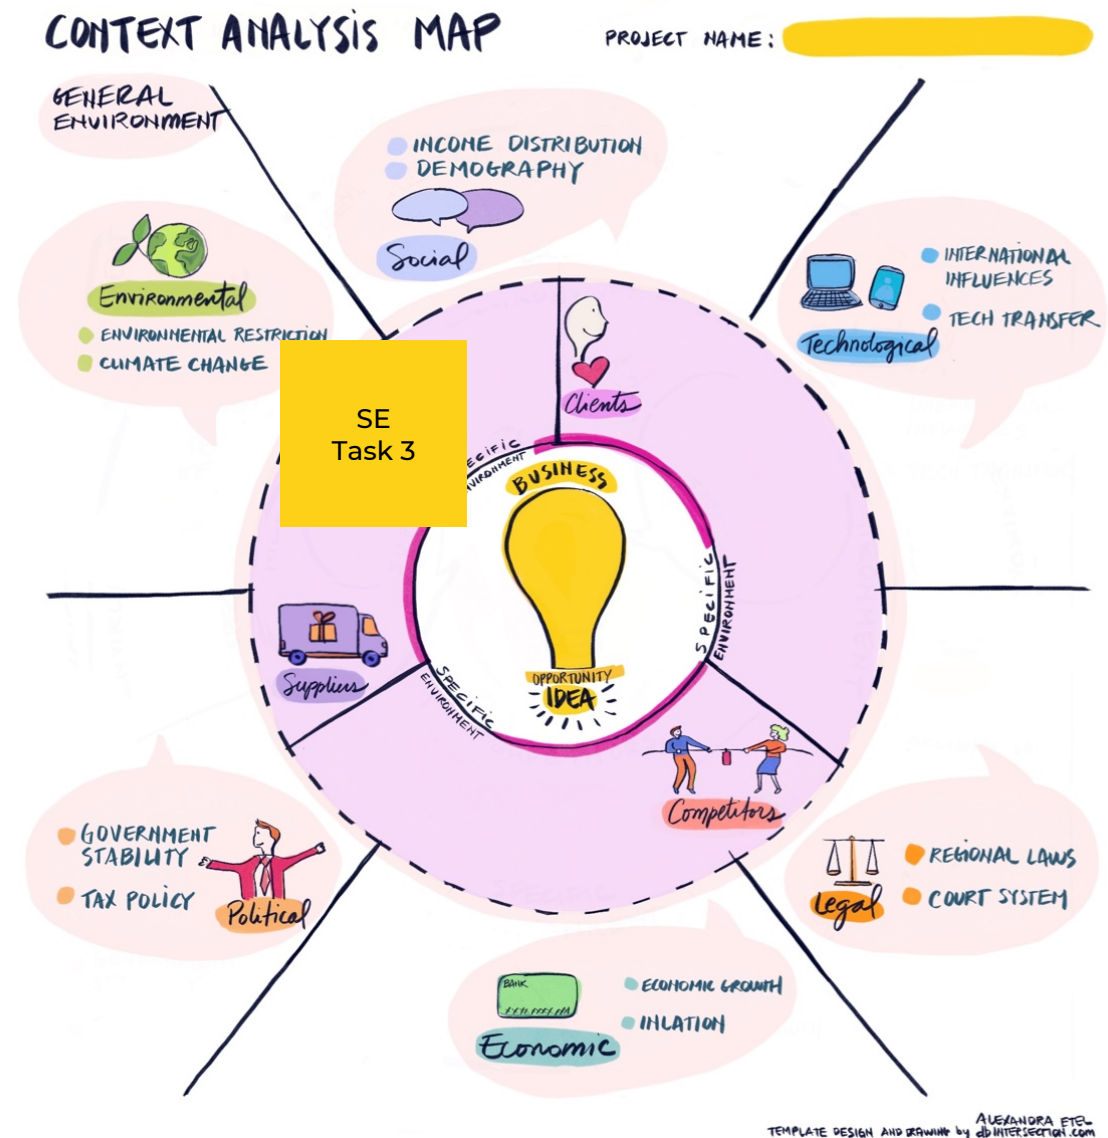 CONTEXT ANALYSIS MAP
PROJECT NAME:
GENERAL
ENVIRONMENT
INCOME DISTRIBUTION
DEMOGRAPHY
Social
Environmental
ENVIRONMENTAL RESTRICTION
CLIMATE CHANGE
INTERNATIONAL
INFLUENCES
TECH TRANSFER
Technological
SE
Task 3
Clients
BUSINESS
OPPORTUNITY
IDEA
SPECIFIC
ENVIRONMENT
SPECIFIC
ENVIRONMENT
Suppliers
Competitors
GOVERNMENT
STABILITY
TAX POLICY
Political
REGIONAL LAWS
COURT SYSTEM
Legal
BANK
ECONOMIC GROWTH
INLATION
Economic
ALEXANDRA ETEL
TEMPLATE DESIGN AND DRAWING by dbINTERSECTION.com